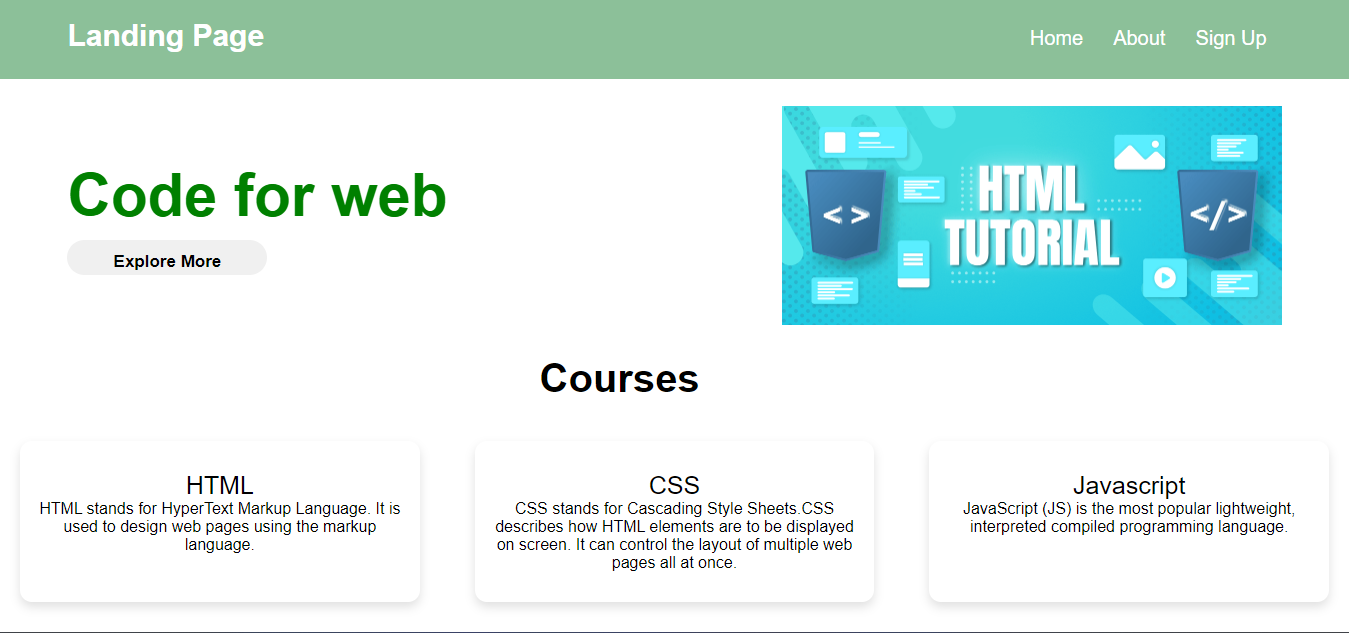 Landing Page
Home About Sign Up
Code for web
Explore More
< >
HTML
TUTORIAL
</>
Courses
HTML
HTML stands for HyperText Markup Language. It is
used to design web pages using the markup
language.
CSS
CSS stands for Cascading Style Sheets.CSS
describes how HTML elements are to be displayed
on screen. It can control the layout of multiple web
pages all at once.
Javascript
JavaScript (JS) is the most popular lightweight,
interpreted compiled programming language.